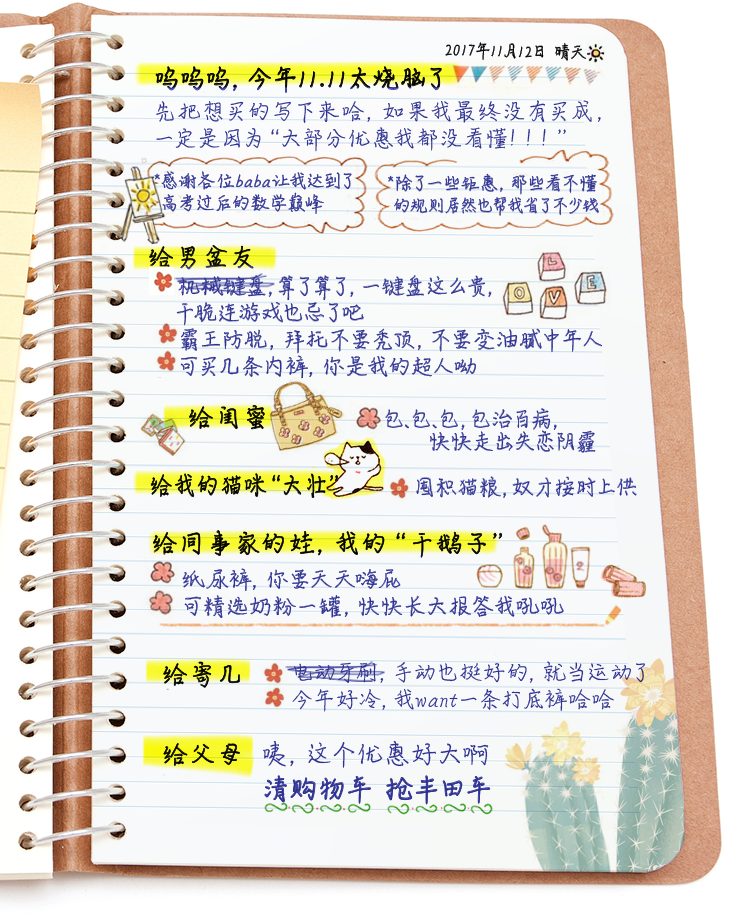 2017年11月12日 晴天
呜呜呜，今年11.11太烧脑了
先把想买的写下来哈，如果我最终没有买成，
一定是因为“大部分优惠我都没看懂！！！”
*感谢各位baba让我达到了
高考过后的数学巅峰
*除了一些钜惠，那些看不懂
的规则居然也帮我省了不少钱
给男盆友
L O V E
机械键盘，算了算了，一键盘这么贵，
干脆连游戏也忘了吧
霸王防脱，拜托不要秃顶，不要变油腻中年人
可买几条内裤，你是我的超人呦
给闺蜜
包、包、包，包治百病，
快快走出失恋阴霾
给我的猫咪“大壮”
囤积猫粮，奴才按时上供
给同事家的娃，我的“干鹅子”
纸尿裤，你要天天嗨屁
可精选奶粉一罐，快快长大报答我吼吼
给寄几
电动牙刷，手动也挺好的，就当运动了
今年好冷，我want一条打底裤哈哈
给父母
咦，这个优惠好大啊
清购物车 抢丰田车